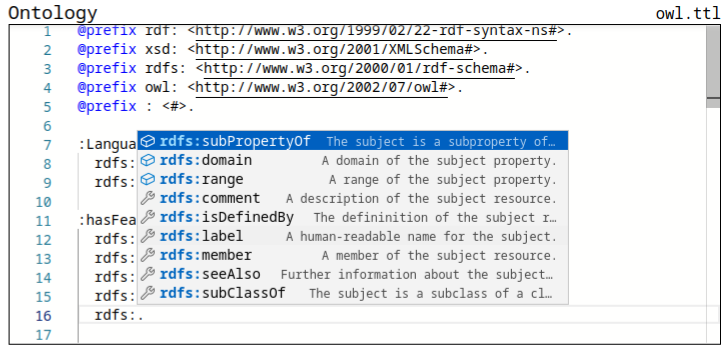 Ontology owl.ttl
1 @prefix rdf: <http://www.w3.org/1999/02/22-rdf-syntax-ns#>.
2 @prefix xsd: <http://www.w3.org/2001/XMLSchema#>.
3 @prefix rdfs: <http://www.w3.org/2000/01/rdf-schema#>.
4 @prefix owl: <http://www.w3.org/2002/07/owl#>.
5 @prefix : <#>.
6
7 :Langua rdfs:subPropertyOf The subject is a subproperty of…
8 rdfs: rdfs:domain A domain of the subject property.
9 rdfs: rdfs:range A range of the subject property.
10 rdfs:comment A description of the subject resource.
11 :hasFea rdfs:isDefinedBy The defininition of the subject r…
12 rdfs: rdfs:label A human-readable name for the subject.
13 rdfs: rdfs:member A member of the subject resource.
14 rdfs: rdfs:seeAlso Further information about the subject…
15 rdfs: rdfs:subClassOf The subject is a subclass of a cl…
16 rdfs:.
17